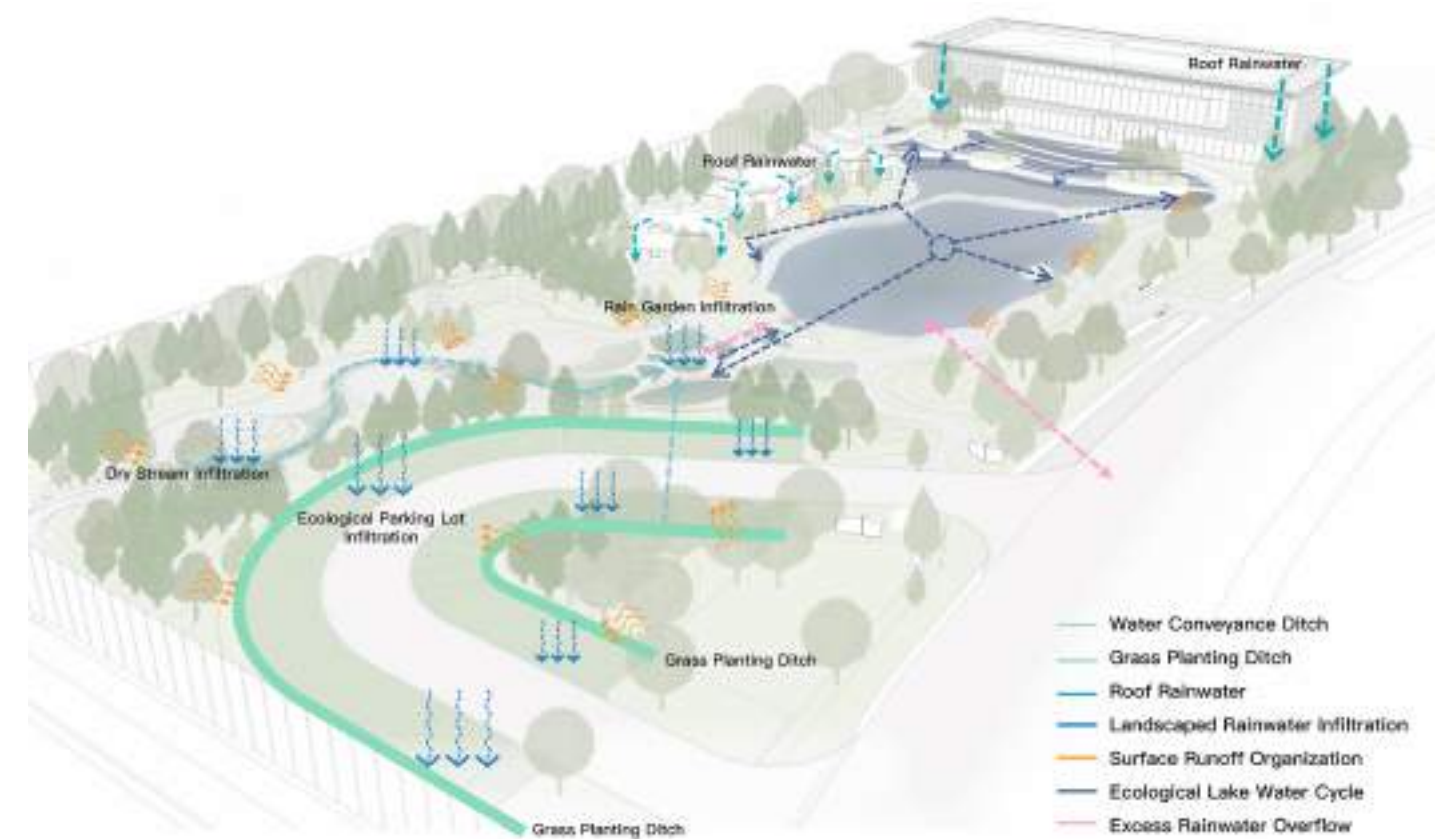 Roof Rainwater
Roof Rainwater
Rain Garden Infiltration
Dry Stream Infiltration
Ecological Parking Lot
Infiltration
Grass Planting Ditch
Grass Planting Ditch
Water Conveyance Ditch
Grass Planting Ditch
Roof Rainwater
Landscaped Rainwater Infiltration
Surface Runoff Organization
Ecological Lake Water Cycle
Excess Rainwater Overflow